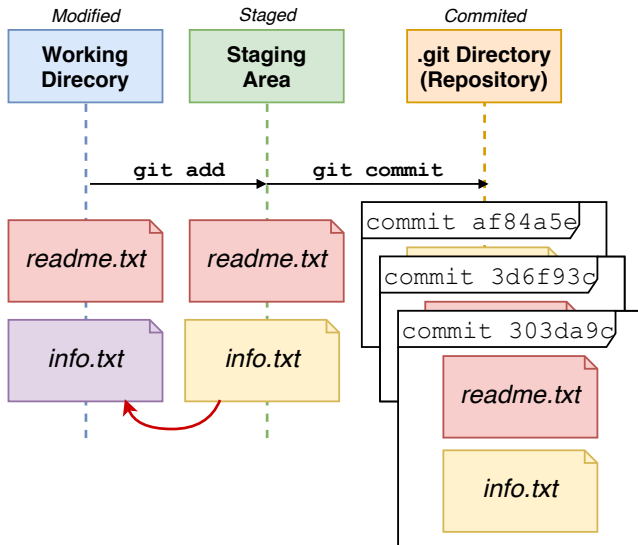 Modified
Staged
Commited
Working
Direcory
Staging
Area
.git Directory
(Repository)
git add
git commit
commit af84a5e
commit 3d6f93c
commit 303da9c
readme.txt
readme.txt
readme.txt
info.txt
info.txt
info.txt